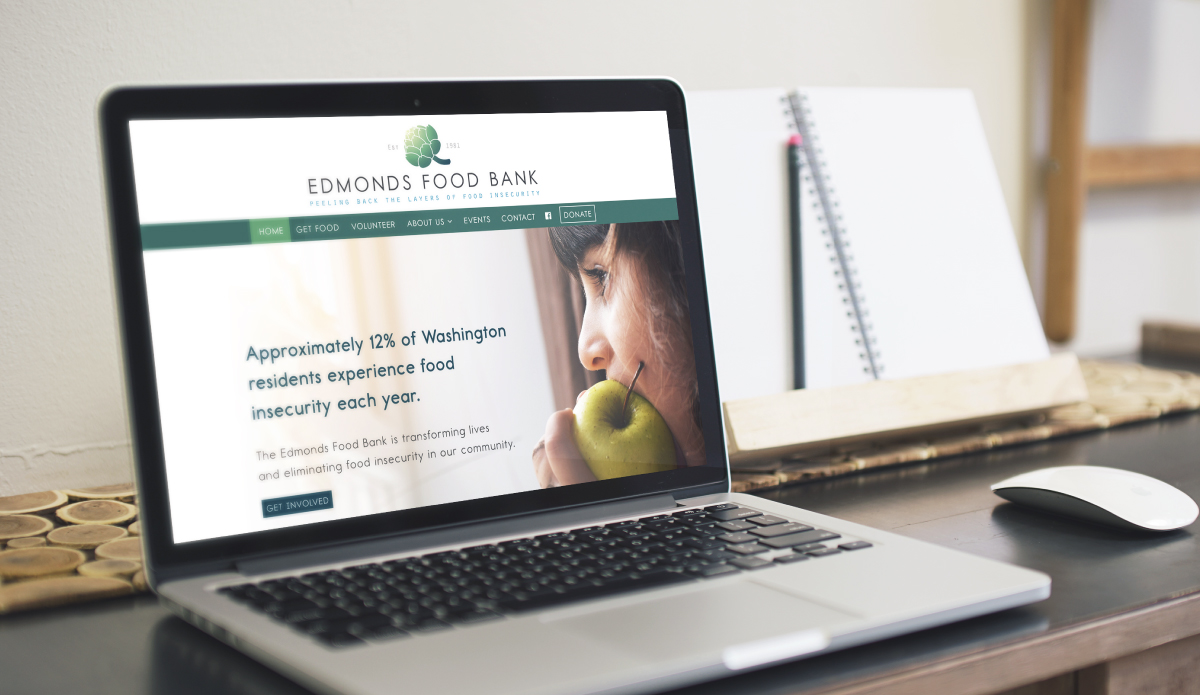 Est 1981
EDMONDS FOOD BANK
PEELING BACK THE LAYERS OF FOOD INSECURITY
HOME GET FOOD VOLUNTEER ABOUT US EVENTS CONTACT DONATE
Approximately 12% of Washington
residents experience food
insecurity each year.
The Edmonds Food Bank is transforming lives
and eliminating food insecurity in our community.
GET INVOLVED